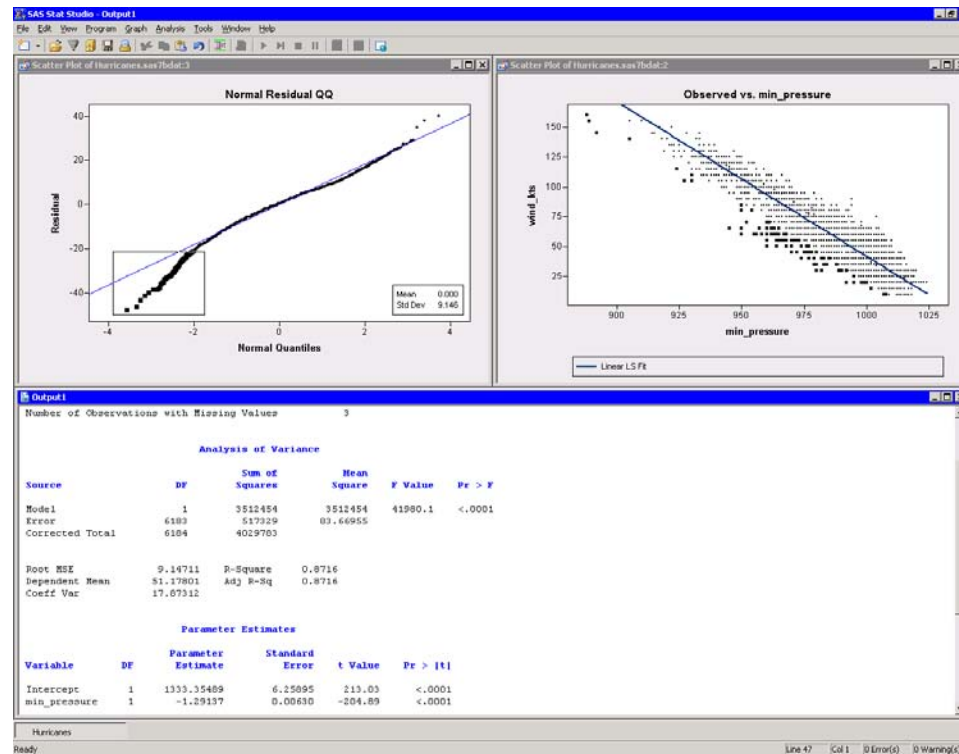 SAS Stat Studio - Output1
File Edit View Program Graph Analysis Tools Window Help
Scatter Plot of Hurricanes.sas7bdat:3
Normal Residual QQ
Residual
40
20
0
-20
-40
Mean 0.000
Std Dev 9.146
-4 -2 0 2 4
Normal Quantiles
Scatter Plot of Hurricanes.sas7bdat:2
Observed vs. min_pressure
wind_kts
150
125
100
75
50
25
900 925 950 975 1000 1025
min_pressure
Linear LS Fit
Output1
Number of Observations with Missing Values 3
Analysis of Variance
Sum of Mean
Source DF Squares Square F Value Pr > F
Model 1 3512454 3512454 41980.1 <.0001
Error 6183 517329 83.66955
Corrected Total 6184 4029783
Root MSE 9.14711 R-Square 0.8716
Dependent Mean 51.17801 Adj R-Sq 0.8716
Coeff Var 17.87312
Parameter Estimates
Parameter Standard
Variable DF Estimate Error t Value Pr > |t|
Intercept 1 1333.35489 6.25895 213.03 <.0001
min_pressure 1 -1.29137 0.00630 -204.89 <.0001
Hurricanes
Ready
Line 47 Col 1 0 Error(s) 0 Warning(s)